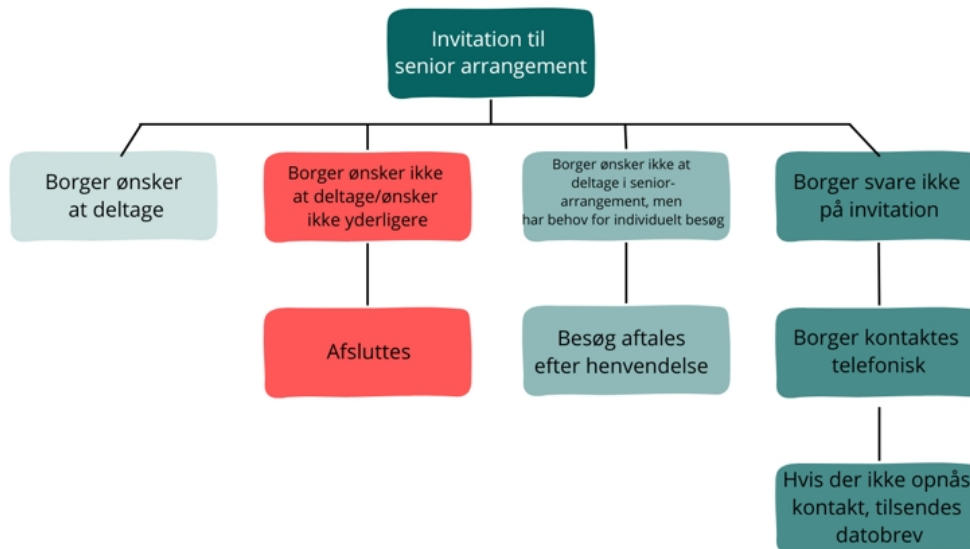 Invitation til
senior arrangement
Borger ønsker
at deltage
Borger ønsker ikke
at deltage/ønsker
ikke yderligere
Afsluttes
Borger ønsker ikke at
deltage i senior-
arrangement, men
har behov for individuelt besøg
Besøg aftales
efter henvendelse
Borger svare ikke
på invitation
Borger kontaktes
telefonisk
Hvis der ikke opnås
kontakt, tilsendes
datobrev